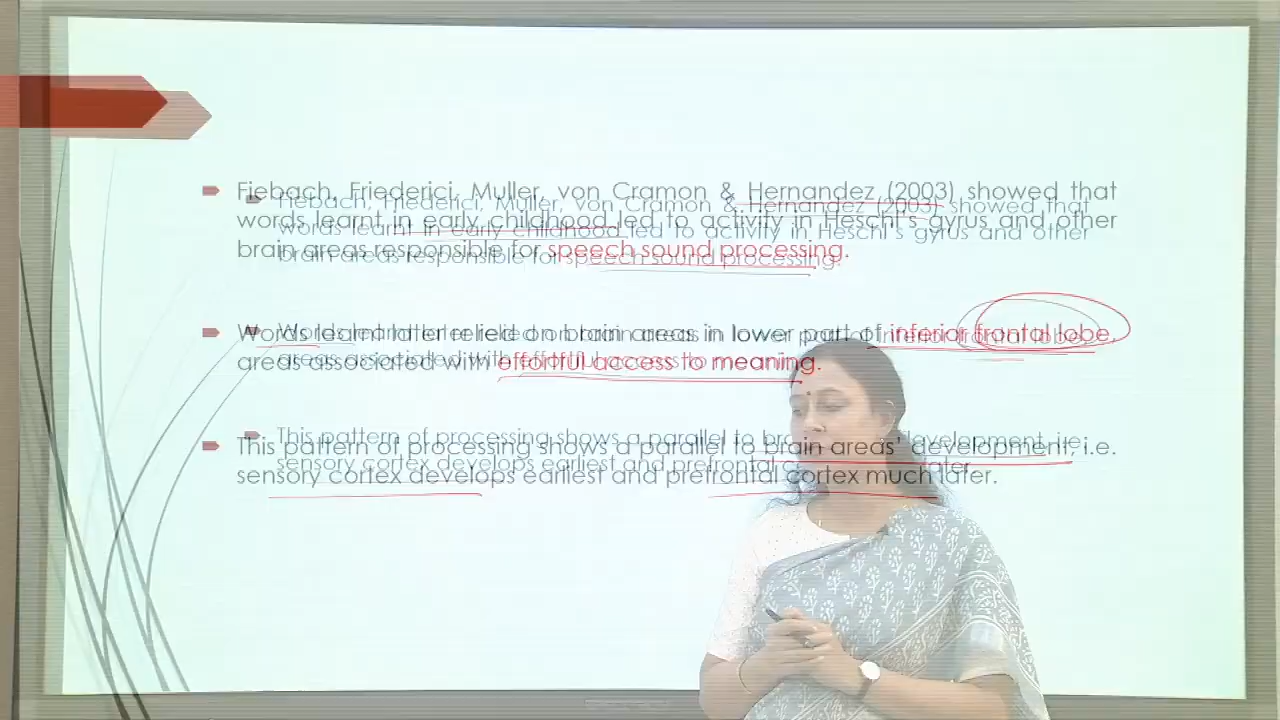 Fiebach, Friederici, Muller, von Cramon & Hernandez (2003) showed that
words learnt in early childhood led to activity in Heschl's gyrus and other
brain areas responsible for speech sound processing.
Words learnt later relied on brain areas in lower part of inferior frontal lobe,
areas associated with effortful access to meaning.
This pattern of processing shows a parallel to brain areas' development, i.e.
sensory cortex develops earliest and prefrontal cortex much later.